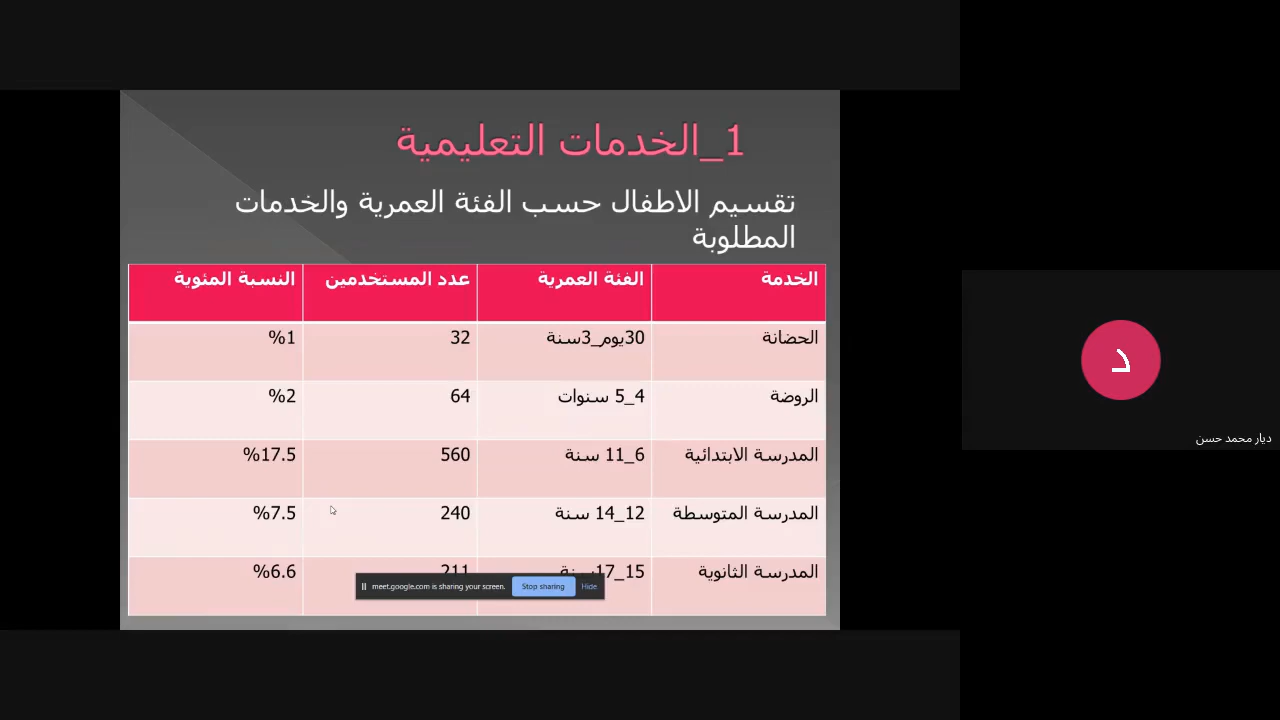 1_الخدمات التعليمية
تقسيم الاطفال حسب الفئة العمرية والخدمات
المطلوبة
الخدمة الفئة العمرية عدد المستخدمين النسبة المئوية
الحضانة 30يوم_3سنة 32 %1
الروضة 4_5 سنوات 64 %2
المدرسة الابتدائية 6_11 سنة 560 %17.5
المدرسة المتوسطة 12_14 سنة 240 %7.5
المدرسة الثانوية 15_17سنة 211 %6.6
meet.google.com is sharing your screen. Stop sharing Hide
د
ديار محمد حسن